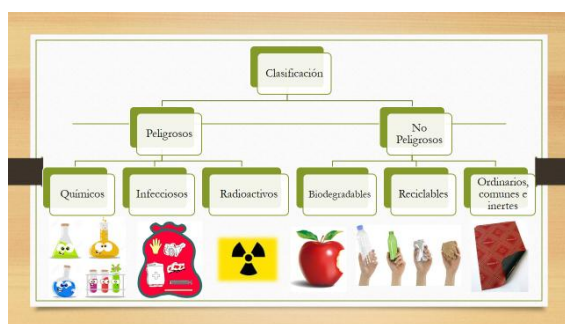 Clasificación
Peligrosos
No
Peligrosos
Químicos
Infecciosos
Radioactivos
Biodegradables
Reciclables
Ordinarios,
comunes e
inertes